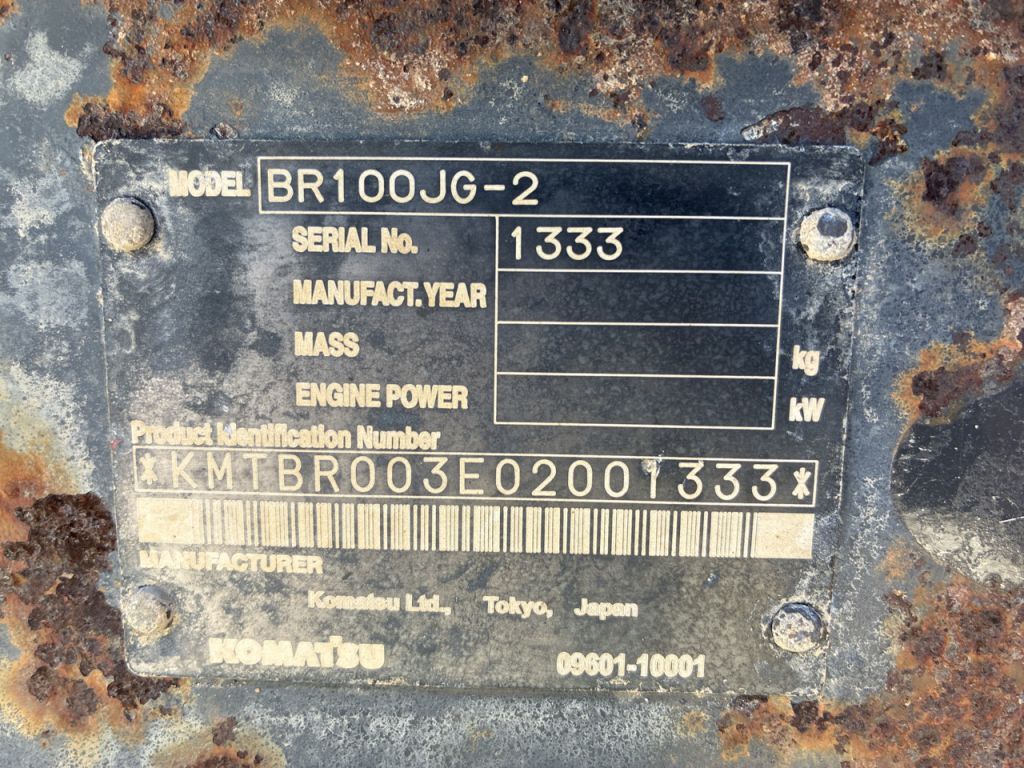 MODEL BR100JG-2
SERIAL No. 1333
MANUFACT. YEAR
MASS kg
ENGINE POWER kW
Product Identification Number
*KMTBR003E02001333*
MANUFACTURER
Komatsu Ltd., Tokyo, Japan
KOMATSU 09601-10001